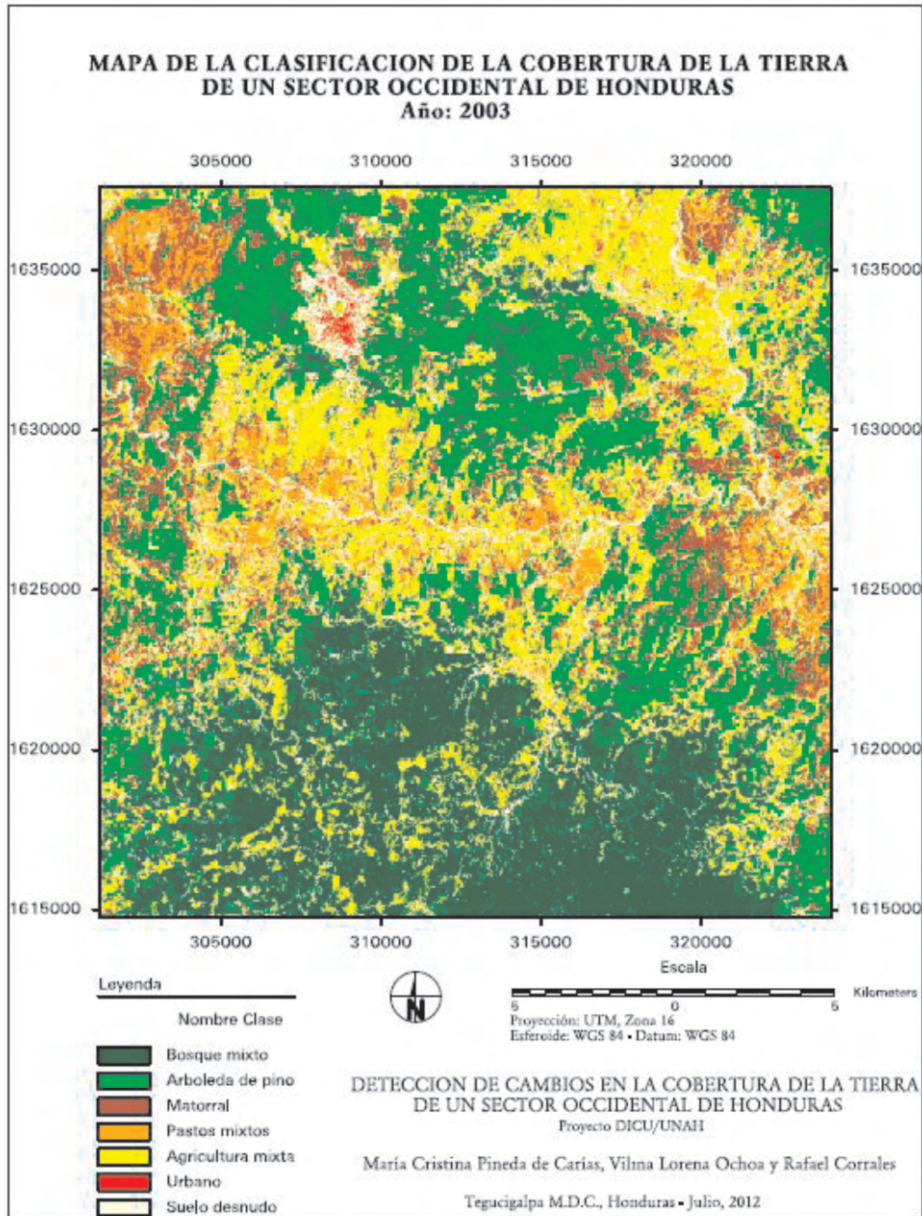 MAPA DE LA CLASIFICACION DE LA COBERTURA DE LA TIERRA
DE UN SECTOR OCCIDENTAL DE HONDURAS
Año: 2003
305000 310000 315000 320000
1635000 1635000
1630000 1630000
1625000 1625000
1620000 1620000
1615000 1615000
305000 310000 315000 320000
Leyenda
Nombre Clase
Bosque mixto
Arboleda de pino
Matorral
Pastos mixtos
Agricultura mixta
Urbano
Suelo desnudo
N
Escala
5 0 5 Kilometers
Proyección: UTM, Zona 16
Esferoide: WGS 84 • Datum: WGS 84
DETECCION DE CAMBIOS EN LA COBERTURA DE LA TIERRA
DE UN SECTOR OCCIDENTAL DE HONDURAS
Proyecto DICU/UNAH
María Cristina Pineda de Carías, Vilma Lorena Ochoa y Rafael Corrales
Tegucigalpa M.D.C., Honduras - Julio, 2012